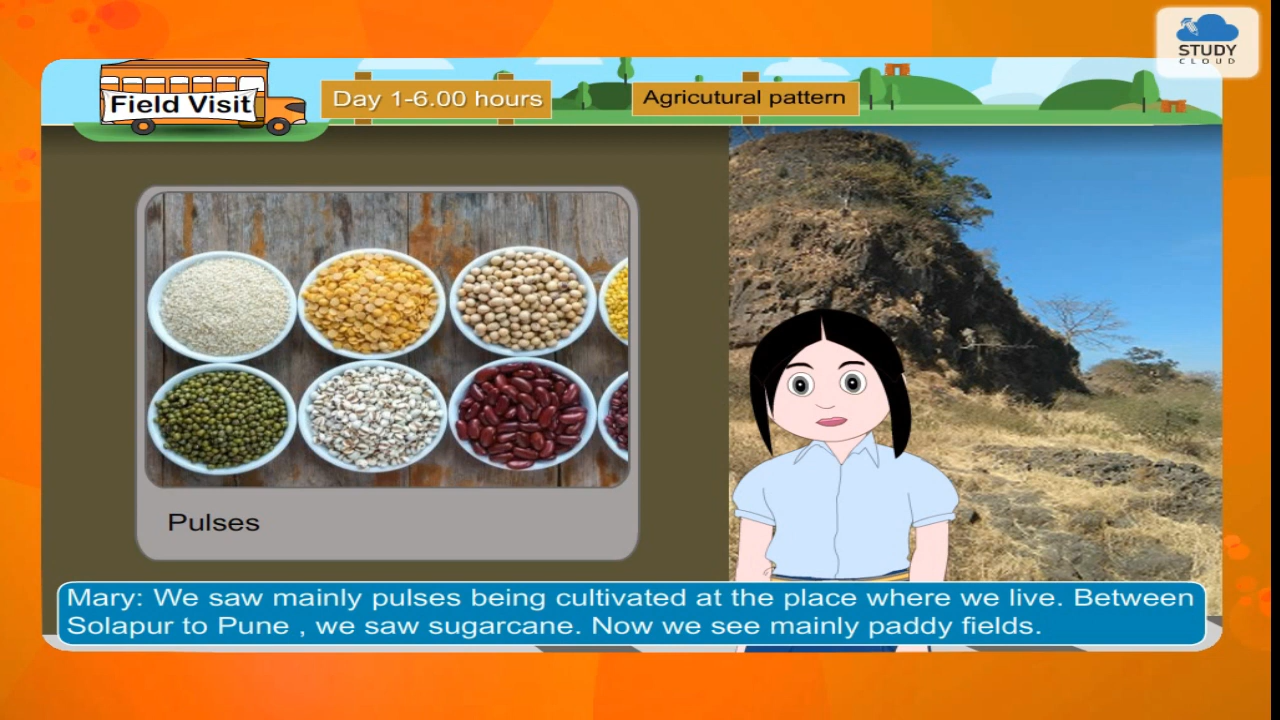 STUDY
CLOUD
Field Visit
Day 1-6.00 hours
Agricutural pattern
Pulses
Mary: We saw mainly pulses being cultivated at the place where we live. Between
Solapur to Pune , we saw sugarcane. Now we see mainly paddy fields.